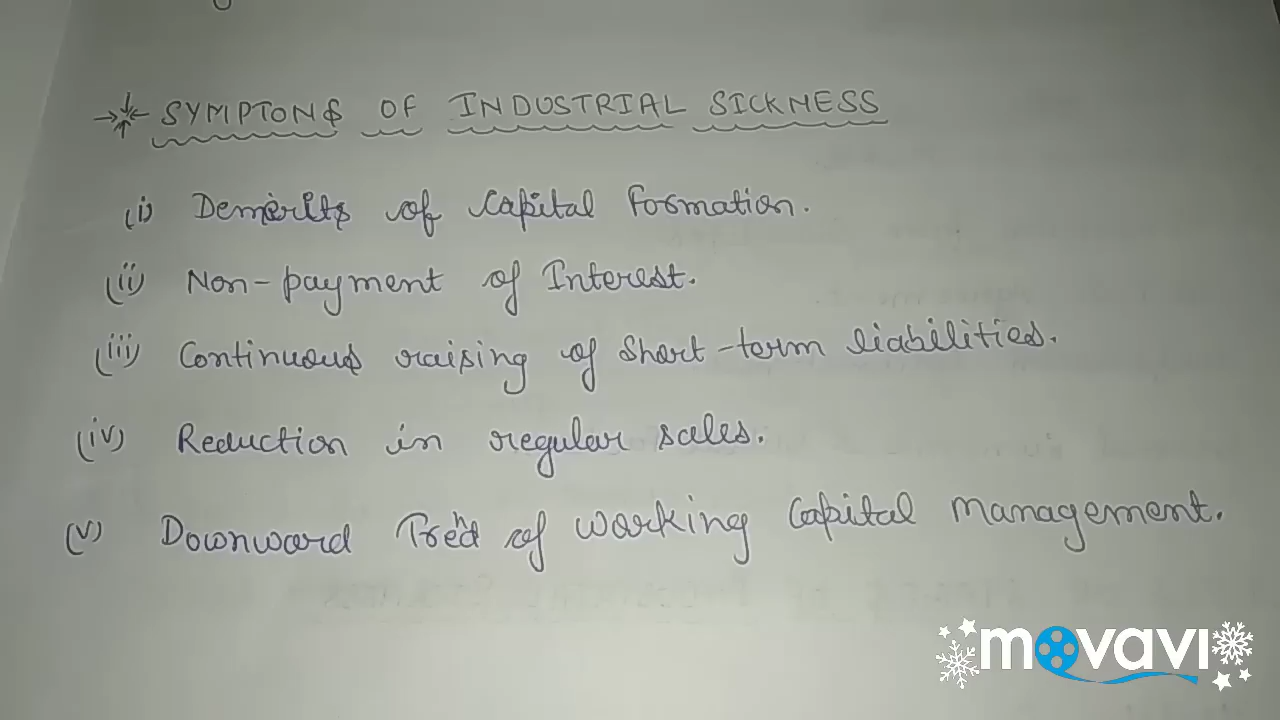 SYMPTONS OF INDUSTRIAL SICKNESS
(i) Demerits of Capital Formation.
(ii) Non-payment of Interest.
(iii) Continuous raising of Short-term liabilities.
(iv) Reduction in regular sales.
(v) Downward Trend of working Capital Management.
movavi